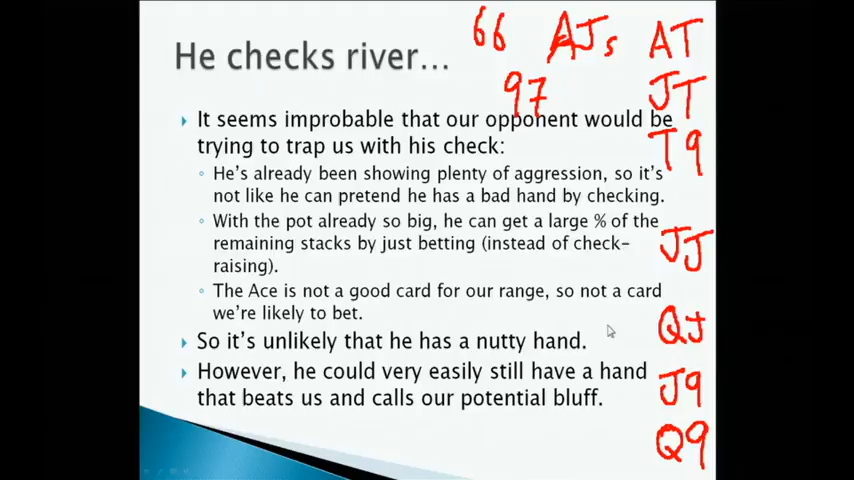 66 AJs AT
He checks river...
97 JT
It seems improbable that our opponent would be
trying to trap us with his check:
T9
He's already been showing plenty of aggression, so it's
not like he can pretend he has a bad hand by checking.
With the pot already so big, he can get a large % of the
remaining stacks by just betting (instead of check-
raising).
JJ
The Ace is not a good card for our range, so not a card
we're likely to bet.
QJ
So it's unlikely that he has a nutty hand.
However, he could very easily still have a hand
that beats us and calls our potential bluff.
J9
Q9